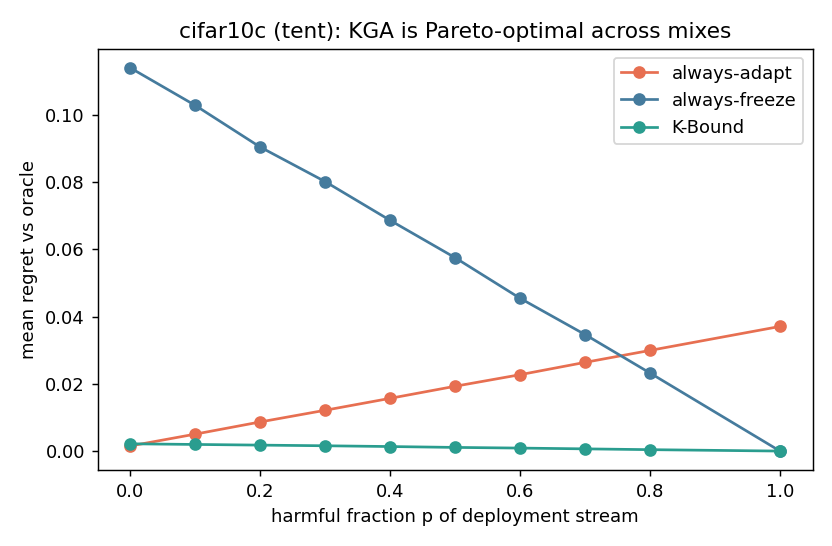 cifar10c (tent): KGA is Pareto-optimal across mixes
always-adapt
always-freeze
K-Bound
mean regret vs oracle
0.10
0.08
0.06
0.04
0.02
0.00
0.0 0.2 0.4 0.6 0.8 1.0
harmful fraction p of deployment stream